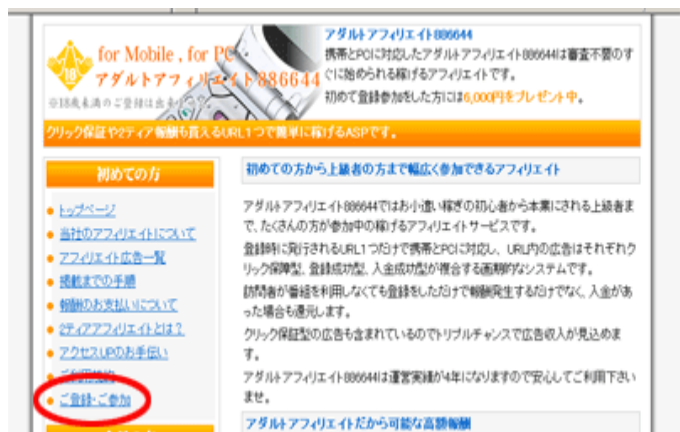 アダルトアフィリエイト886644
for Mobile , for PC
携帯とPCに対応したアダルトアフィリエイト886644は審査不要のす
アダルトアフィリエイト886644
ぐに始められる稼げるアフィリエイトです。
18
初めて登録参加をした方には6,000円をプレゼント中。
※18歳未満のご登録は出来
クリック保証や2ティア報酬も貰えるURL1つで簡単に稼げるASPです。
初めての方
トップページ
当社のアフィリエイトについて
アフィリエイト広告一覧
掲載までの手順
報酬のお支払いについて
2ティアアフィリエイトとは？
アクセスUPのお手伝い
ご利用規約
ご登録・ご参加
初めての方から上級者の方まで幅広く参加できるアフィリエイト
アダルトアフィリエイト886644ではお小遣い稼ぎの初心者から本業にされる上級者ま
で、たくさんの方が参加中の稼げるアフィリエイトサービスです。
登録時に発行されるURL1つだけで携帯とPCに対応し、URL内の広告はそれぞれク
リック保障型、登録成功型、入金成功型が複合する画期的なシステムです。
訪問者が番組を利用しなくても登録をしただけで報酬発生するだけでなく、入金があ
った場合も還元します。
クリック保証型の広告も含まれているのでトリプルチャンスで広告収入が見込めま
す。
アダルトアフィリエイト886644は運営実績が4年になりますので安心してご利用下さい
ませ。
アダルトアフィリエイトだから可能な高額報酬